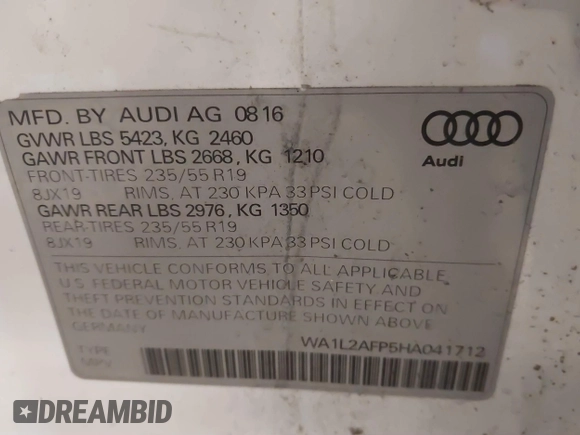 MFD. BY AUDI AG 08 16
GVWR LBS 5423, KG 2460
GAWR FRONT LBS 2668, KG 1210
FRONT-TIRES 235/55 R19
8JX19 RIMS, AT 230 KPA 33 PSI COLD
GAWR REAR LBS 2976, KG 1350
REAR-TIRES 235/55 R19
8JX19 RIMS, AT 230 KPA 33 PSI COLD
Audi
THIS VEHICLE CONFORMS TO ALL APPLICABLE
U.S FEDERAL MOTOR VEHICLE SAFETY AND
THEFT PREVENTION STANDARDS IN EFFECT ON
THE DATE OF MANUFACTURE SHOWN ABOVE.
GERMANY
WA1L2AFP5HA041712
TYPE
MPV
DREAMBID